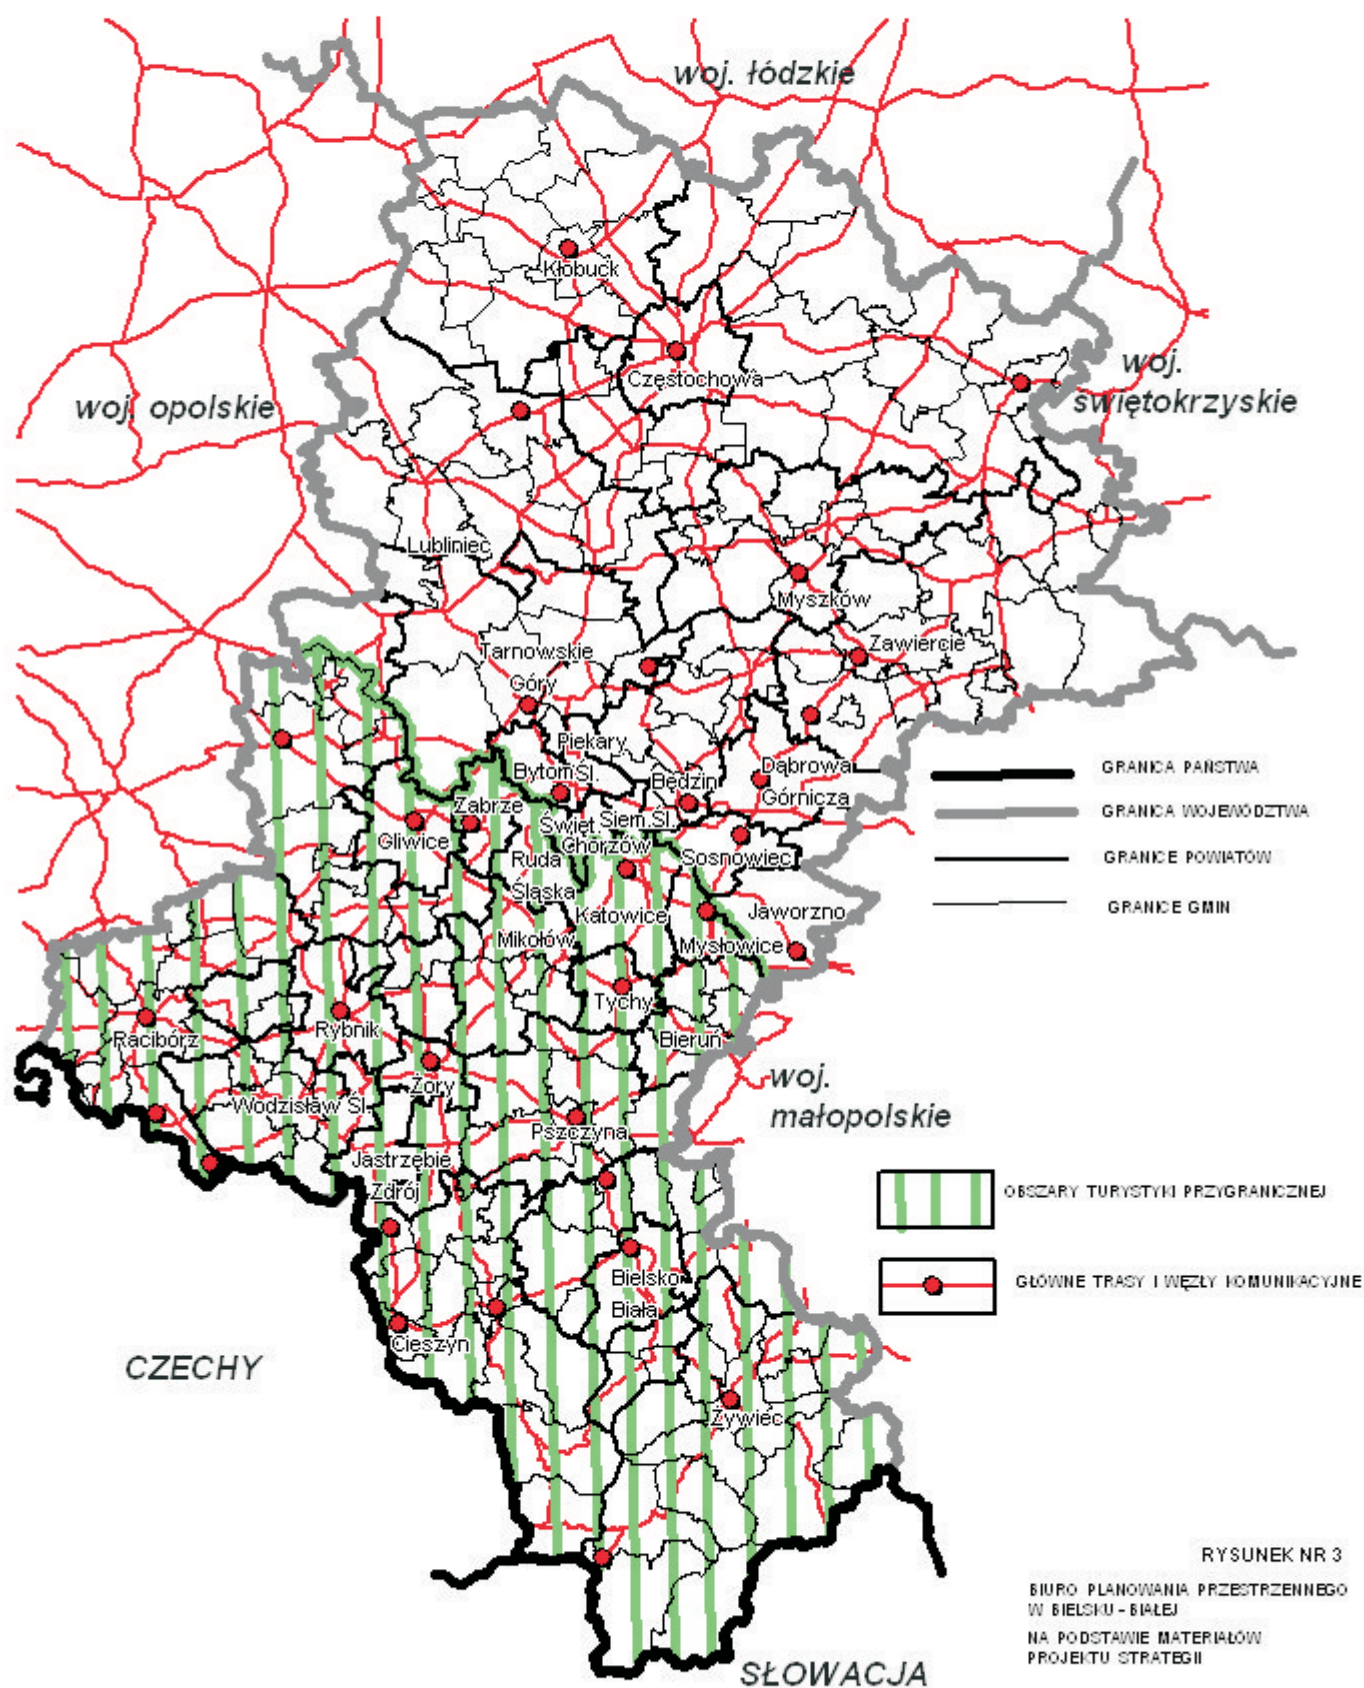 woj. łódzkie
Kłobuck
Częstochowa
woj. opolskie
woj.
świętokrzyskie
Lubliniec
Myszków
Tarnowskie
Góry
Zawiercie
Piekary
Śl.
Bytom
Będzin
Dąbrowa
Górnicza
Zabrze
Święt.
Siem.Śl.
Gliwice
Chorzów
Ruda
Śląska
Sosnowiec
Katowice
Jaworzno
Mikołów
Mysłowice
Tychy
Racibórz
Rybnik
Bieruń
Żory
Wodzisław Śl.
woj.
małopolskie
Pszczyna
Jastrzębie
Zdrój
Bielsko
Biała
Cieszyn
Żywiec
CZECHY
SŁOWACJA
GRANICA PAŃSTWA
GRANICA WOJEWÓDZTWA
GRANICE POWIATÓW
GRANICE GMIN
OBSZARY TURYSTYKI PRZYGRANICZNEJ
GŁÓWNE TRASY I WĘZŁY KOMUNIKACYJNE
RYSUNEK NR 3
BIURO PLANOWANIA PRZESTRZENNEGO
W BIELSKU - BIAŁEJ
NA PODSTAWIE MATERIAŁÓW
PROJEKTU STRATEGII